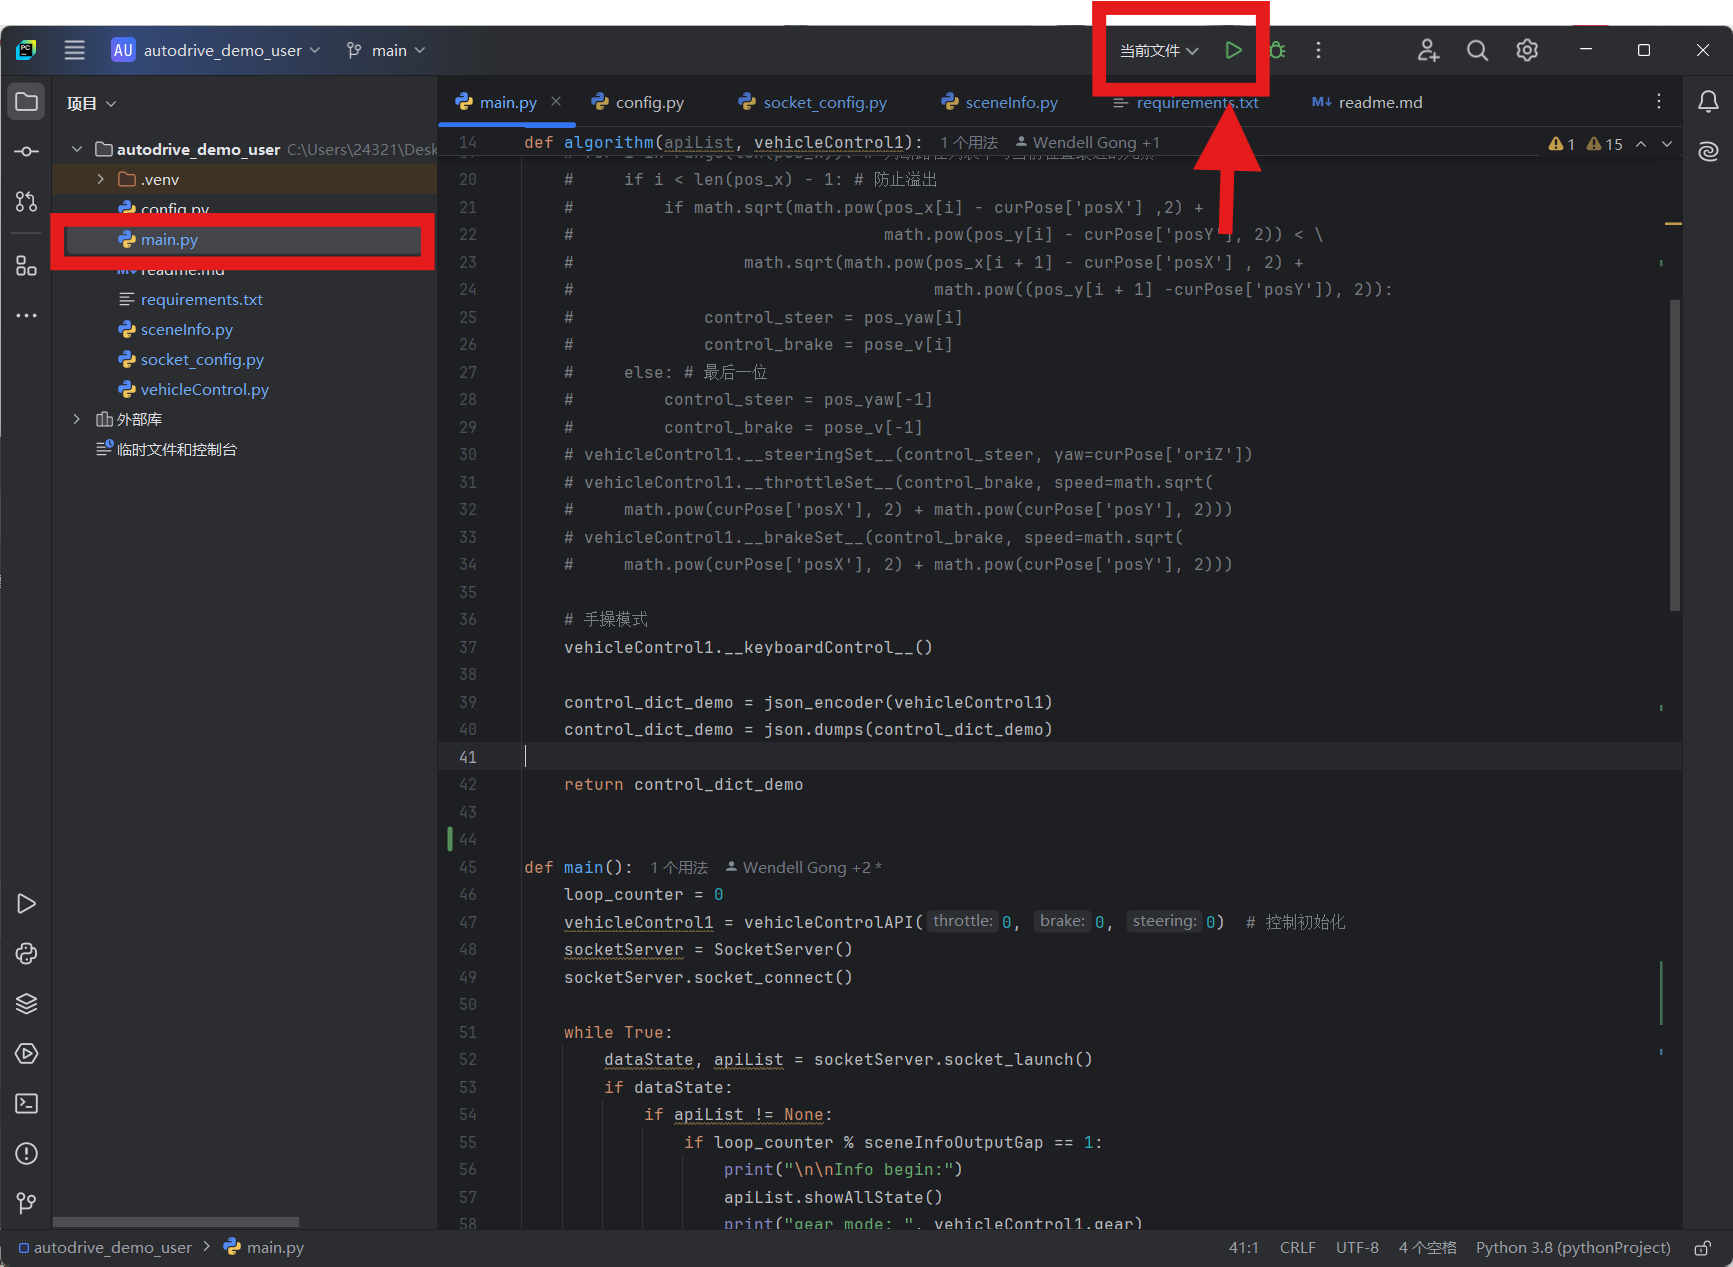 AU autodrive_demo_user main 当前文件
项目
main.py config.py socket_config.py sceneInfo.py requirements.txt readme.md
autodrive_demo_user C:\Users\24321\Desk
.venv
config.py
main.py
readme.md
requirements.txt
sceneInfo.py
socket_config.py
vehicleControl.py
外部库
临时文件和控制台
14 def algorithm(apiList, vehicleControl1): 1 个用法 Wendell Gong +1
1 15
20 # if i < len(pos_x) - 1: # 防止溢出
21 # if math.sqrt(math.pow(pos_x[i] - curPose['posX'] ,2) +
22 # math.pow(pos_y[i] - curPose['posY'], 2)) < \
23 # math.sqrt(math.pow(pos_x[i + 1] - curPose['posX'] , 2) +
24 # math.pow((pos_y[i + 1] -curPose['posY']), 2)):
25 # control_steer = pos_yaw[i]
26 # control_brake = pose_v[i]
27 # else: # 最后一位
28 # control_steer = pos_yaw[-1]
29 # control_brake = pose_v[-1]
30 # vehicleControl1.__steeringSet__(control_steer, yaw=curPose['oriZ'])
31 # vehicleControl1.__throttleSet__(control_brake, speed=math.sqrt(
32 # math.pow(curPose['posX'], 2) + math.pow(curPose['posY'], 2)))
33 # vehicleControl1.__brakeSet__(control_brake, speed=math.sqrt(
34 # math.pow(curPose['posX'], 2) + math.pow(curPose['posY'], 2)))
35
36 # 手操模式
37 vehicleControl1.__keyboardControl__()
38
39 control_dict_demo = json_encoder(vehicleControl1)
40 control_dict_demo = json.dumps(control_dict_demo)
41
42 return control_dict_demo
43
44
45 def main(): 1 个用法 Wendell Gong +2 *
46 loop_counter = 0
47 vehicleControl1 = vehicleControlAPI( throttle: 0, brake: 0, steering: 0) # 控制初始化
48 socketServer = SocketServer()
49 socketServer.socket_connect()
50
51 while True:
52 dataState, apiList = socketServer.socket_launch()
53 if dataState:
54 if apiList != None:
55 if loop_counter % sceneInfoOutputGap == 1:
56 print("\n\nInfo begin:")
57 apiList.showAllState()
58 print("gear mode: ", vehicleControl1.gear)
autodrive_demo_user > main.py
41:1 CRLF UTF-8 4 个空格 Python 3.8 (pythonProject)